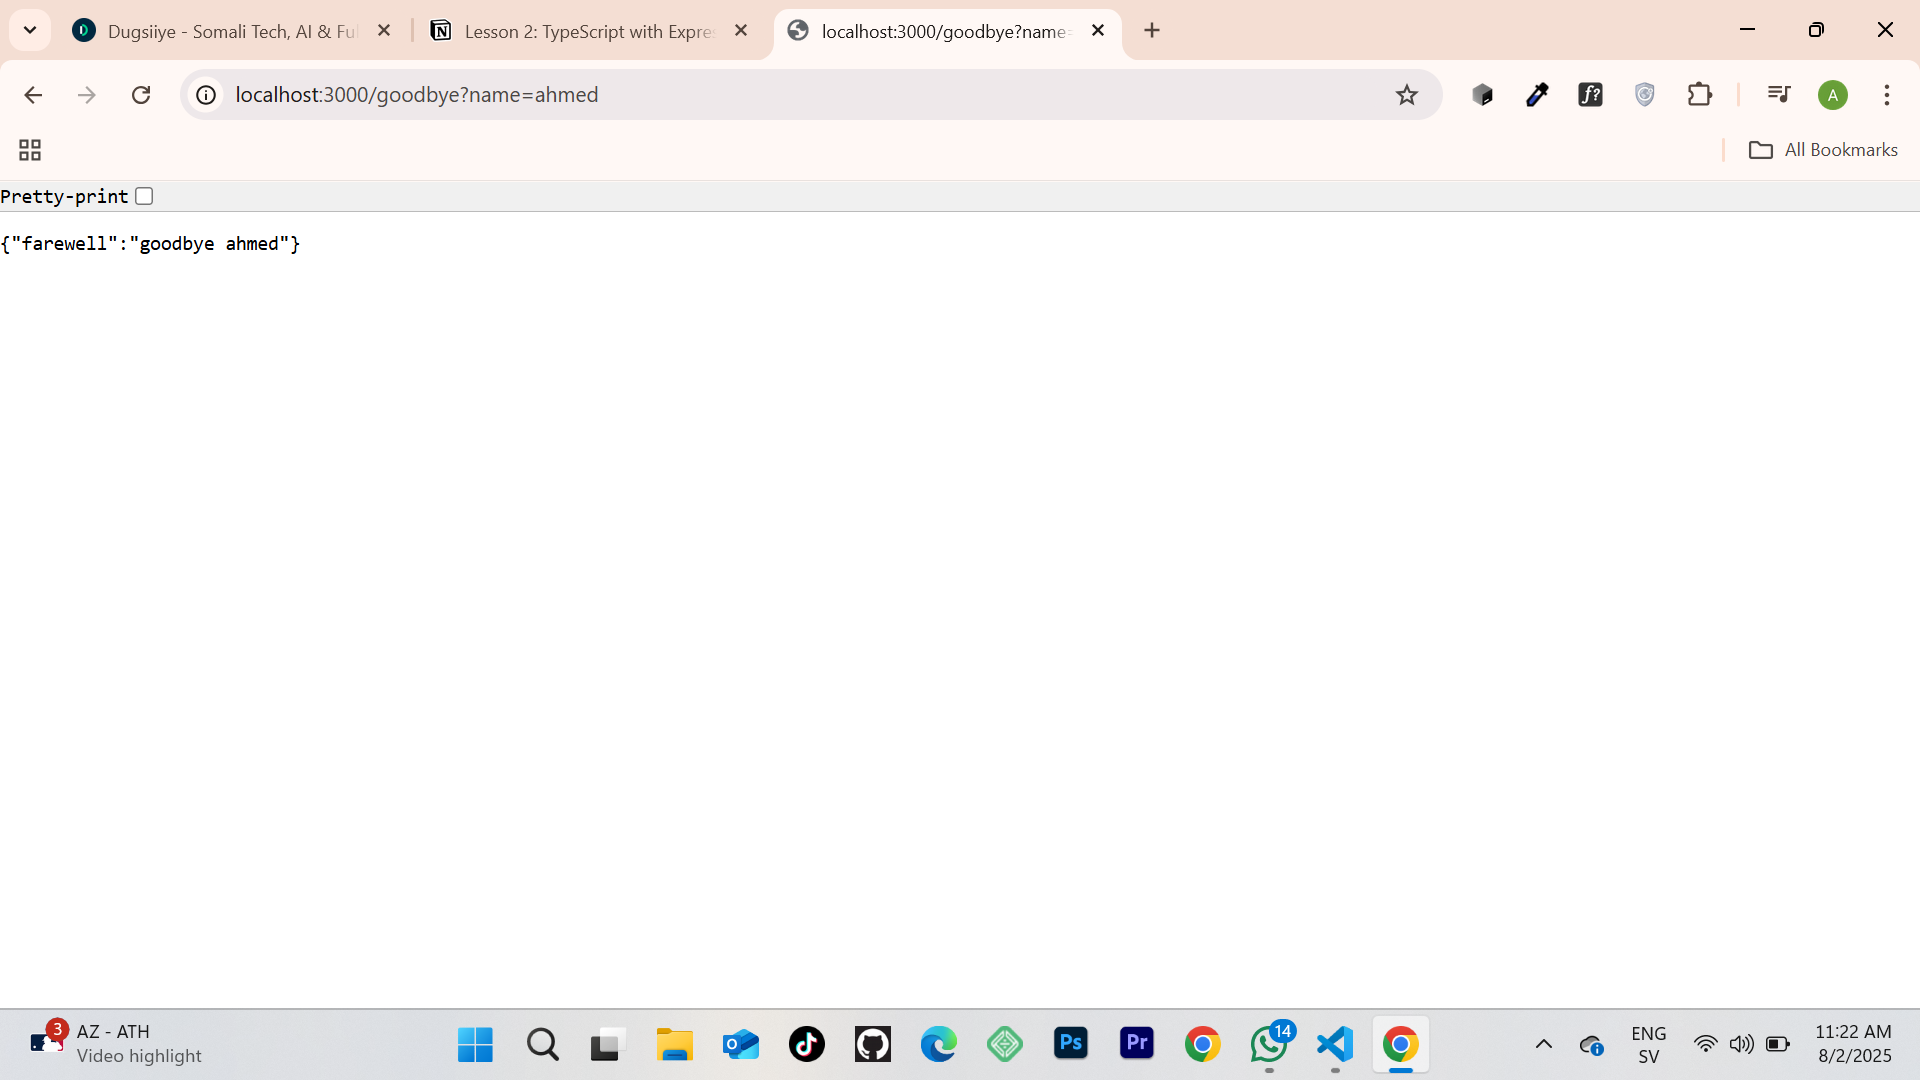 Dugsiiye - Somali Tech, AI & Fu
Lesson 2: TypeScript with Expre
localhost:3000/goodbye?name=
localhost:3000/goodbye?name=ahmed
A
All Bookmarks
Pretty-print
{"farewell":"goodbye ahmed"}
3
AZ - ATH
Video highlight
Ps
Pr
14
ENG
SV
11:22 AM
8/2/2025